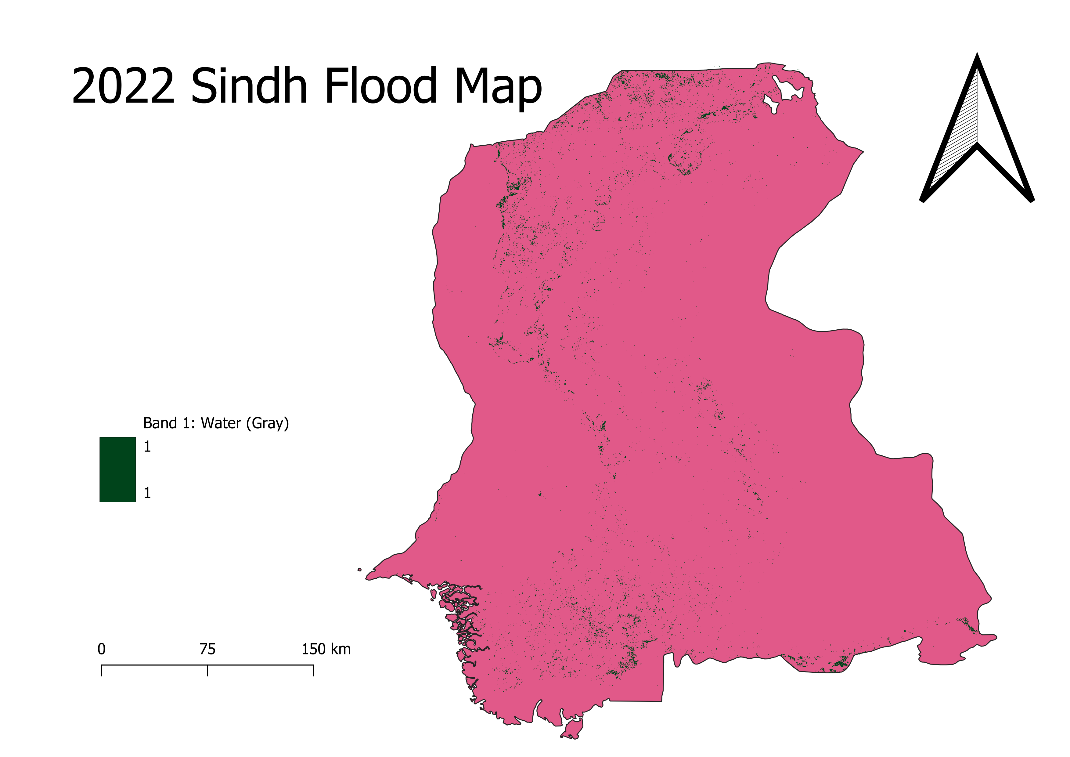 2022 Sindh Flood Map
Band 1: Water (Gray)
1
1
0 75 150 km